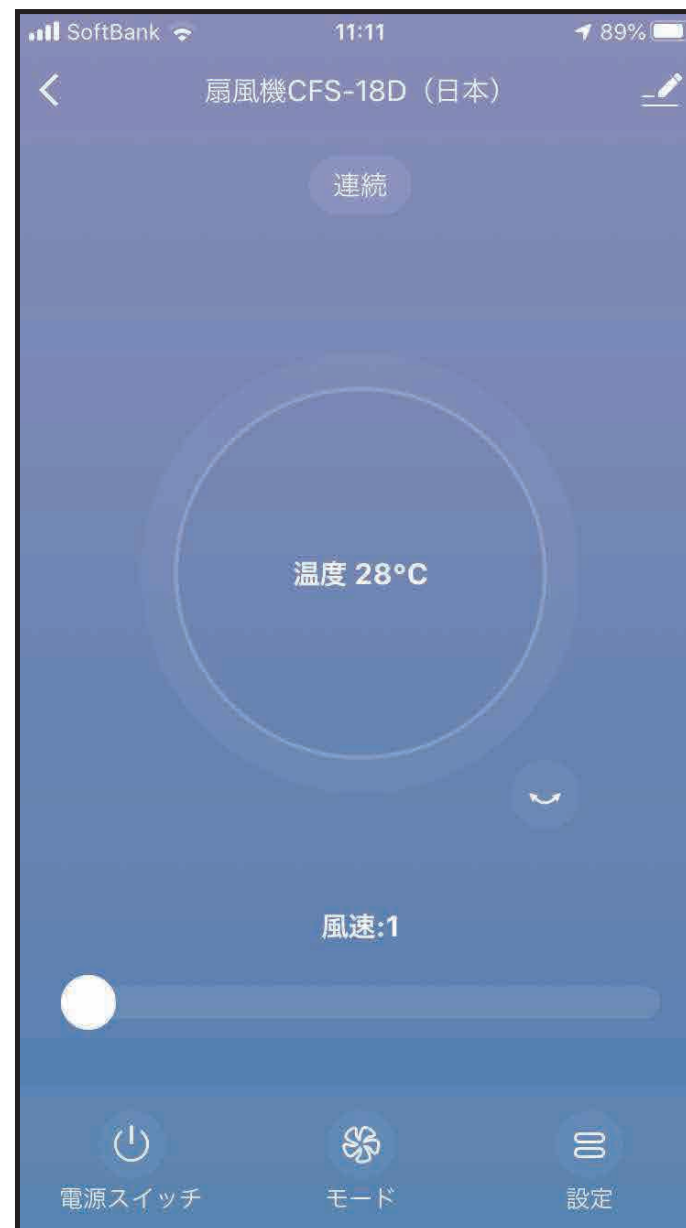 SoftBank 11:11 89%
扇風機CFS-18D（日本）
連続
温度 28°C
風速:1
電源スイッチ モード 設定